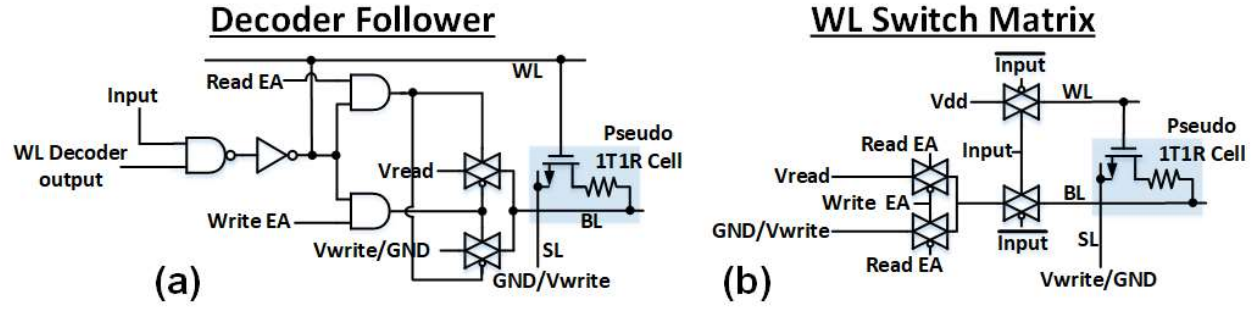 Decoder Follower
Read EA
WL
Input
WL Decoder
output
Pseudo
1T1R Cell
Vread
Write EA
BL
Vwrite/GND
SL
GND/Vwrite
(a)
WL Switch Matrix
Input
Vdd
WL
Pseudo
1T1R Cell
Read EA
Input
Vread
Write EA
BL
GND/Vwrite
Input
SL
Read EA
Vwrite/GND
(b)